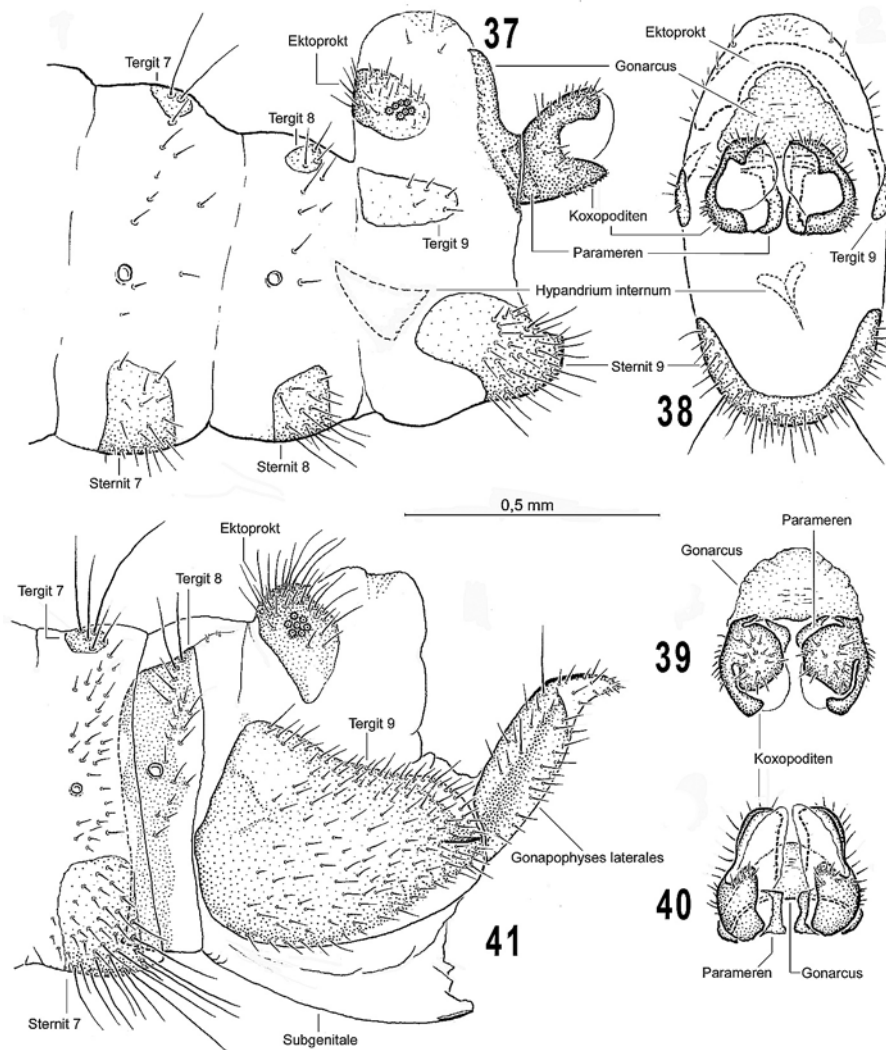 37
Ektoprokt
Tergit 7
Tergit 8
Gonarcus
Ektoprokt
Koxopoditen
Tergit 9
Parameren
Tergit 9
Hypandrium internum
Sternit 9
38
Sternit 7
Sternit 8
0,5 mm
Ektoprokt
Tergit 7
Tergit 8
Parameren
Gonarcus
39
Tergit 9
Koxopoditen
Gonapophyses laterales
40
41
Parameren
Gonarcus
Sternit 7
Subgenitale